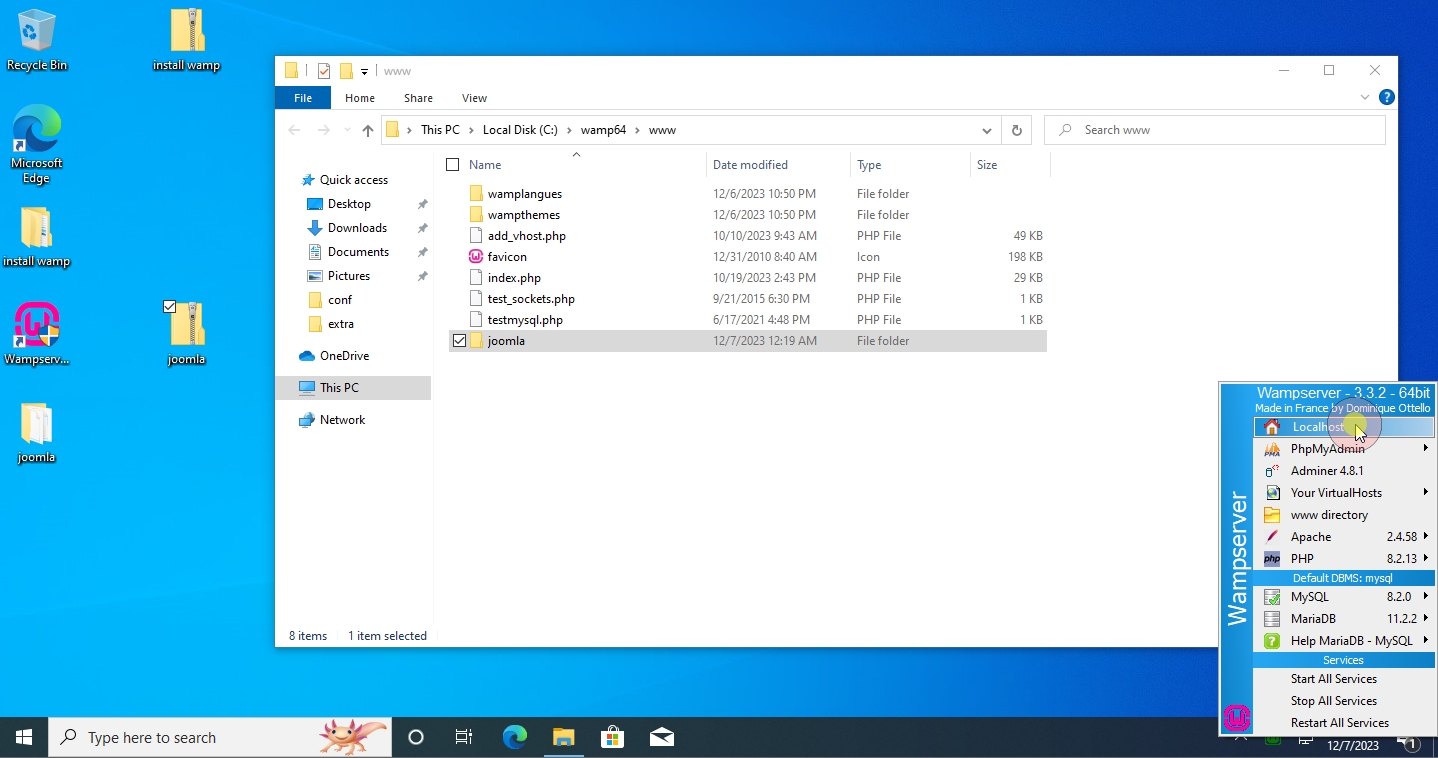 Recycle Bin
install wamp
Microsoft
Edge
install wamp
Wampserv...
joomla
joomla
www
File Home Share View
This PC Local Disk (C:) wamp64 www
Search www
Quick access
Desktop
Downloads
Documents
Pictures
conf
extra
OneDrive
This PC
Network
Name Date modified Type Size
wamplangues 12/6/2023 10:50 PM File folder
wampthemes 12/6/2023 10:50 PM File folder
add_vhost.php 10/10/2023 9:43 AM PHP File 49 KB
favicon 12/31/2010 8:40 AM Icon 198 KB
index.php 10/19/2023 2:43 PM PHP File 29 KB
test_sockets.php 9/21/2015 6:30 PM PHP File 1 KB
testmysql.php 6/17/2021 4:48 PM PHP File 1 KB
joomla 12/7/2023 12:19 AM File folder
8 items 1 item selected
Wampserver - 3.3.2 - 64bit
Made in France by Dominique Ottello
Wampserver
Localhost
PhpMyAdmin
PMA
Adminer 4.8.1
Your VirtualHosts
www directory
Apache 2.4.58
php PHP 8.2.13
Default DBMS: mysql
MySQL 8.2.0
MariaDB 11.2.2
Help MariaDB - MySQL
Services
Start All Services
Stop All Services
Restart All Services
Type here to search
12/7/2023
1